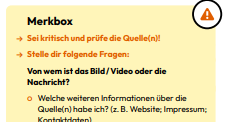 Merkbox
→ Sei kritisch und prüfe die Quelle(n)!
→ Stelle dir folgende Fragen:
Von wem ist das Bild / Video oder die
Nachricht?
○ Welche weiteren Informationen über die
Quelle(n) habe ich? (z. B. Website; Impressum;
Kontaktdaten)